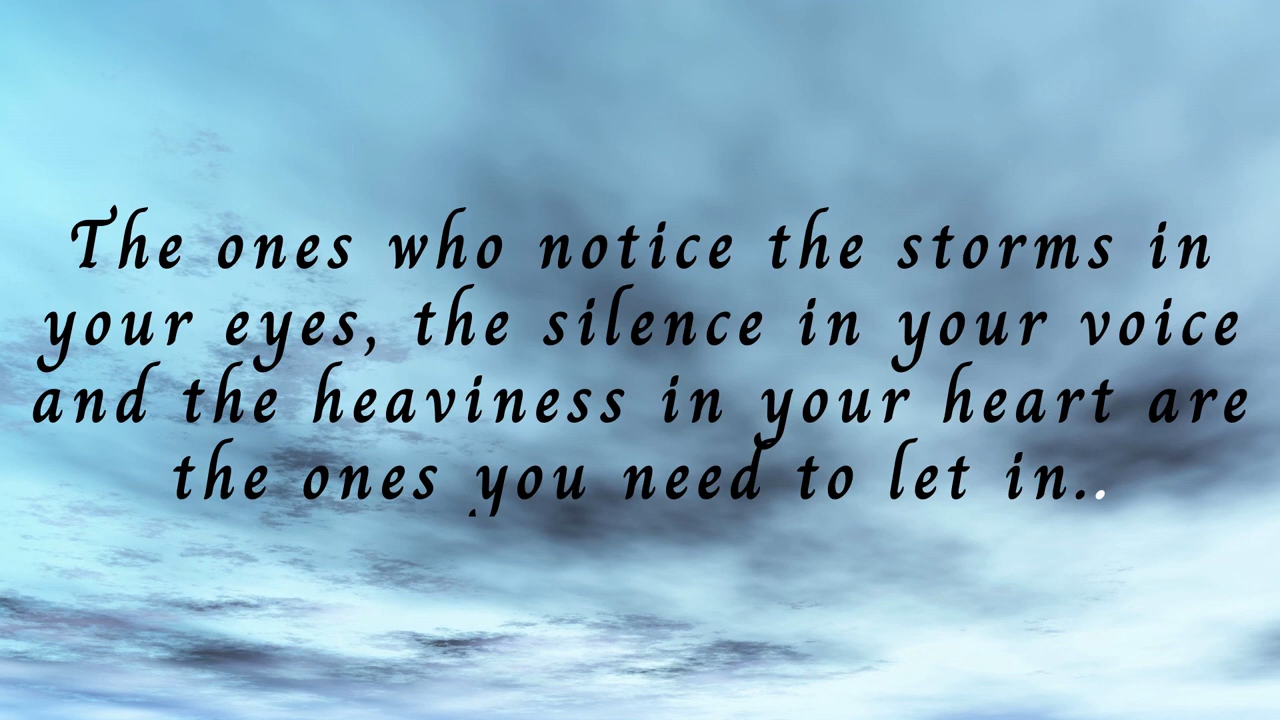 The ones who notice the storms in
your eyes, the silence in your voice
and the heaviness in your heart are
the ones you need to let in..